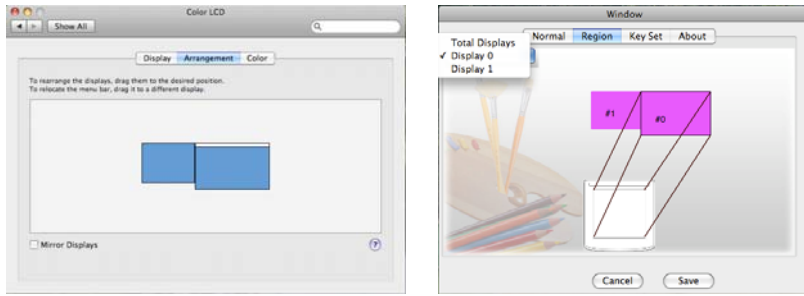 Color LCD
Show All
Display Arrangement Color
To rearrange the displays, drag them to the desired position.
To relocate the menu bar, drag it to a different display.
Mirror Displays
?
Window
Normal Region Key Set About
Total Displays
✓ Display 0
Display 1
#1 #0
Cancel Save